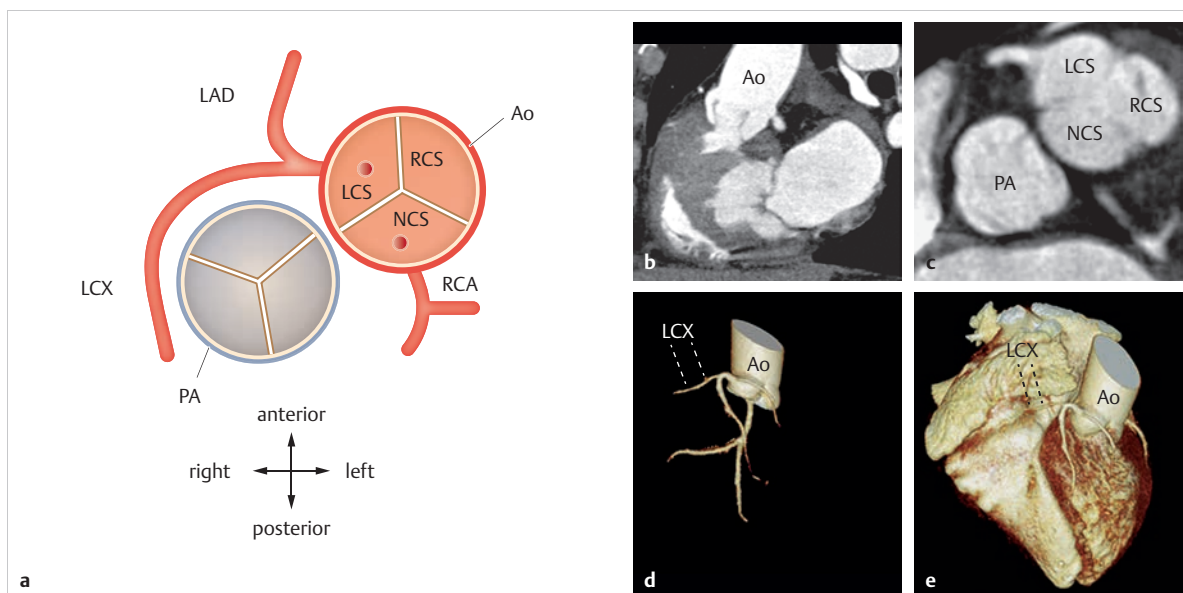 LAD
Ao
RCS
LCS
NCS
LCX
RCA
PA
anterior
right
left
posterior
a
Ao
b
LCS
RCS
NCS
PA
c
LCX
Ao
d
LCX
Ao
e